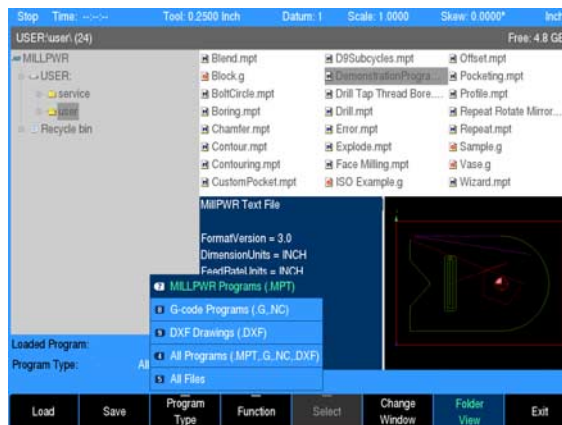 Stop Time: --:--:-- Tool: 0.2500 Inch Datum: 1 Scale: 1.0000 Skew: 0.0000° Inch
USER:\user\ (24) Free: 4.8 GB
MILLPWR
USER:
service
user
Recycle bin
Blend.mpt D9Subcycles.mpt Offset.mpt
Block.g DemonstrationProgra... Pocketing.mpt
BoltCircle.mpt Drill Tap Thread Bore.... Profile.mpt
Boring.mpt Drill.mpt Repeat Rotate Mirror...
Chamfer.mpt Error.mpt Repeat.mpt
Contour.mpt Explode.mpt Sample.g
Contouring.mpt Face Milling.mpt Vase.g
CustomPocket.mpt ISO Example.g Wizard.mpt
MillPWR Text File
FormatVersion = 3.0
DimensionUnits = INCH
FeedRateUnits = INCH
MILLPWR Programs (.MPT)
G-code Programs (.G,.NC)
DXF Drawings (.DXF)
All Programs (.MPT,.G,.NC,.DXF)
All Files
Loaded Program:
Program Type: All
Load Save Program Type Function Select Change Window Folder View Exit